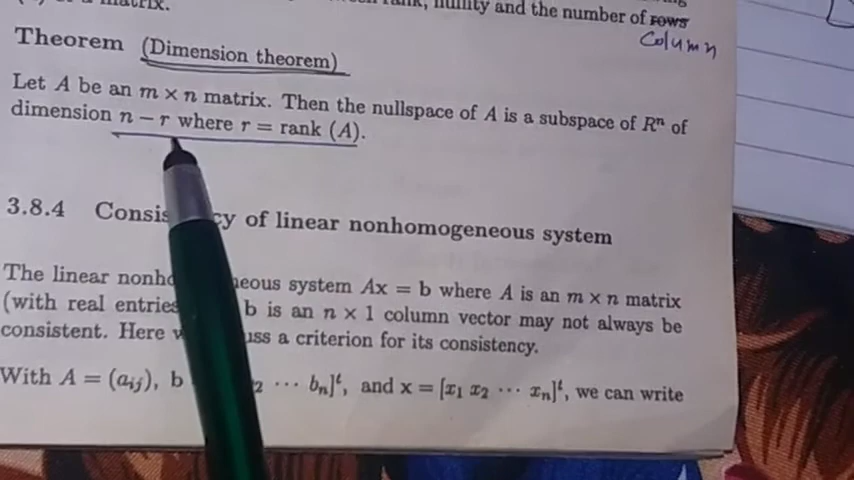 rank, nullity and the number of rows
column
Theorem (Dimension theorem)
Let A be an m × n matrix. Then the nullspace of A is a subspace of Rⁿ of
dimension n − r where r = rank (A).
3.8.4 Consis cy of linear nonhomogeneous system
The linear nonho eneous system Ax = b where A is an m × n matrix
(with real entries b is an n × 1 column vector may not always be
consistent. Here w uss a criterion for its consistency.
With A = (aᵢⱼ), b ₂ ··· bₙ]ᵗ, and x = [x₁ x₂ ··· xₙ]ᵗ, we can write